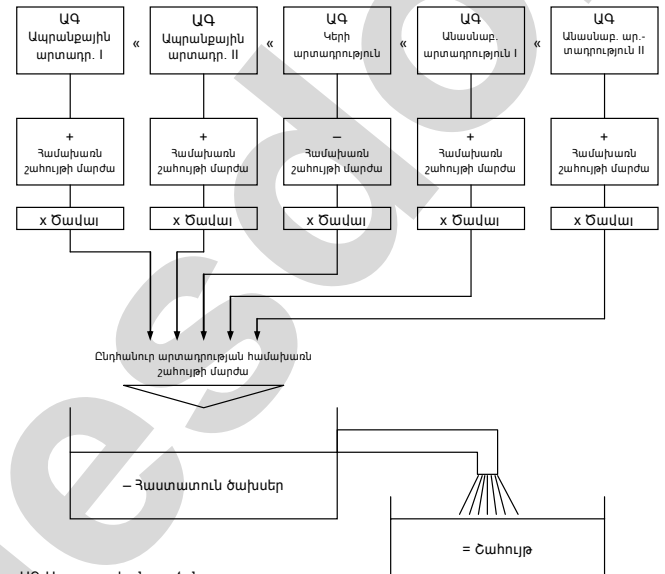 ԱԳ
Ապրանքային
արտադր. I
«
ԱԳ
Ապրանքային
արտադր. II
«
ԱԳ
Կերի
արտադրություն
«
ԱԳ
Անասնաբ.
արտադրություն I
«
ԱԳ
Անասնաբ. ար.-
տադրություն II
+
Համախառն
շահույթի մարժա
+
Համախառն
շահույթի մարժա
–
Համախառն
շահույթի մարժա
+
Համախառն
շահույթի մարժա
+
Համախառն
շահույթի մարժա
x Ծավալ
x Ծավալ
x Ծավալ
x Ծավալ
x Ծավալ
Ընդհանուր արտադրության համախառն
շահույթի մարժա
– Հաստատուն ծախսեր
= Շահույթ